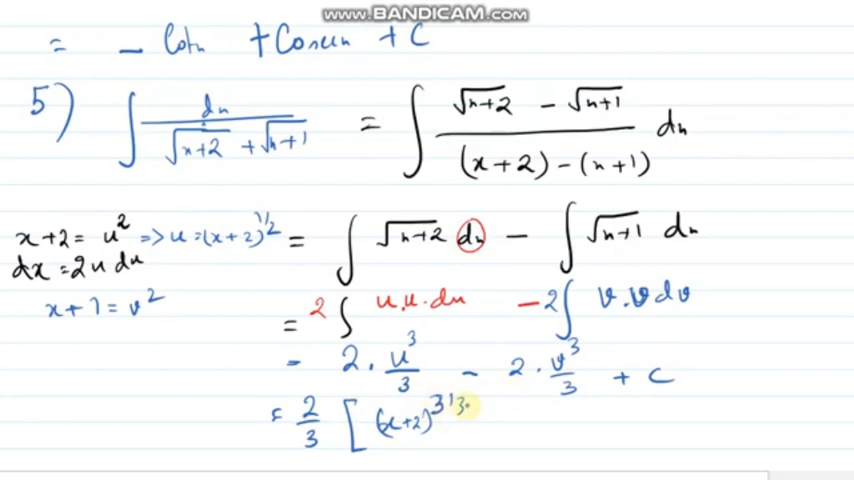 www.BANDICAM.com
= - Cotx + Cosecx + C
5) ∫ dx / (√(x+2) + √(x+1)) = ∫ (√(x+2) - √(x+1)) / ((x+2) - (x+1)) dx
x+2 = u² => u = (x+2)^1/2 = ∫ √(x+2) dx - ∫ √(x+1) dx
dx = 2u du
x+1 = v² = 2 ∫ u.u.du - 2 ∫ v.v dv
= 2 . u³/3 - 2 . v³/3 + C
= 2/3 [ (x+2)^3/3